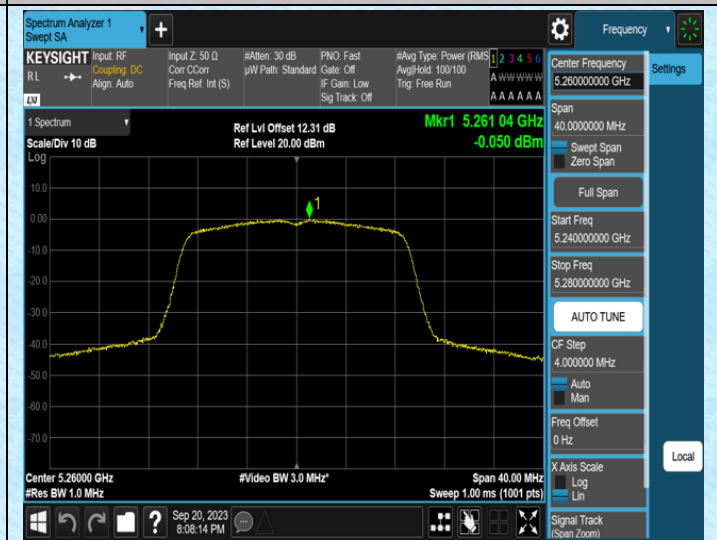 Spectrum Analyzer 1
Swept SA
Frequency
KEYSIGHT
RL
LXI
Input: RF
Coupling: DC
Align: Auto
Input Z: 50 Ω
Corr CCorr
Freq Ref: Int (S)
#Atten: 30 dB
µW Path: Standard
PNO: Fast
Gate: Off
IF Gain: Low
Sig Track: Off
#Avg Type: Power (RMS
Avg|Hold: 100/100
Trig: Free Run
1 2 3 4 5 6
A W W W W W
A A A A A A
1 Spectrum
Scale/Div 10 dB
Log
Ref Lvl Offset 12.31 dB
Ref Level 20.00 dBm
Mkr1 5.261 04 GHz
-0.050 dBm
10.0
0.00
-10.0
-20.0
-30.0
-40.0
-50.0
-60.0
-70.0
1
Center 5.26000 GHz
#Res BW 1.0 MHz
#Video BW 3.0 MHz*
Span 40.00 MHz
Sweep 1.00 ms (1001 pts)
?
Sep 20, 2023
8:08:14 PM
Center Frequency
5.260000000 GHz
Span
40.0000000 MHz
Swept Span
Zero Span
Full Span
Start Freq
5.240000000 GHz
Stop Freq
5.280000000 GHz
AUTO TUNE
CF Step
4.000000 MHz
Auto
Man
Freq Offset
0 Hz
X Axis Scale
Log
Lin
Signal Track
(Span Zoom)
Settings
Local